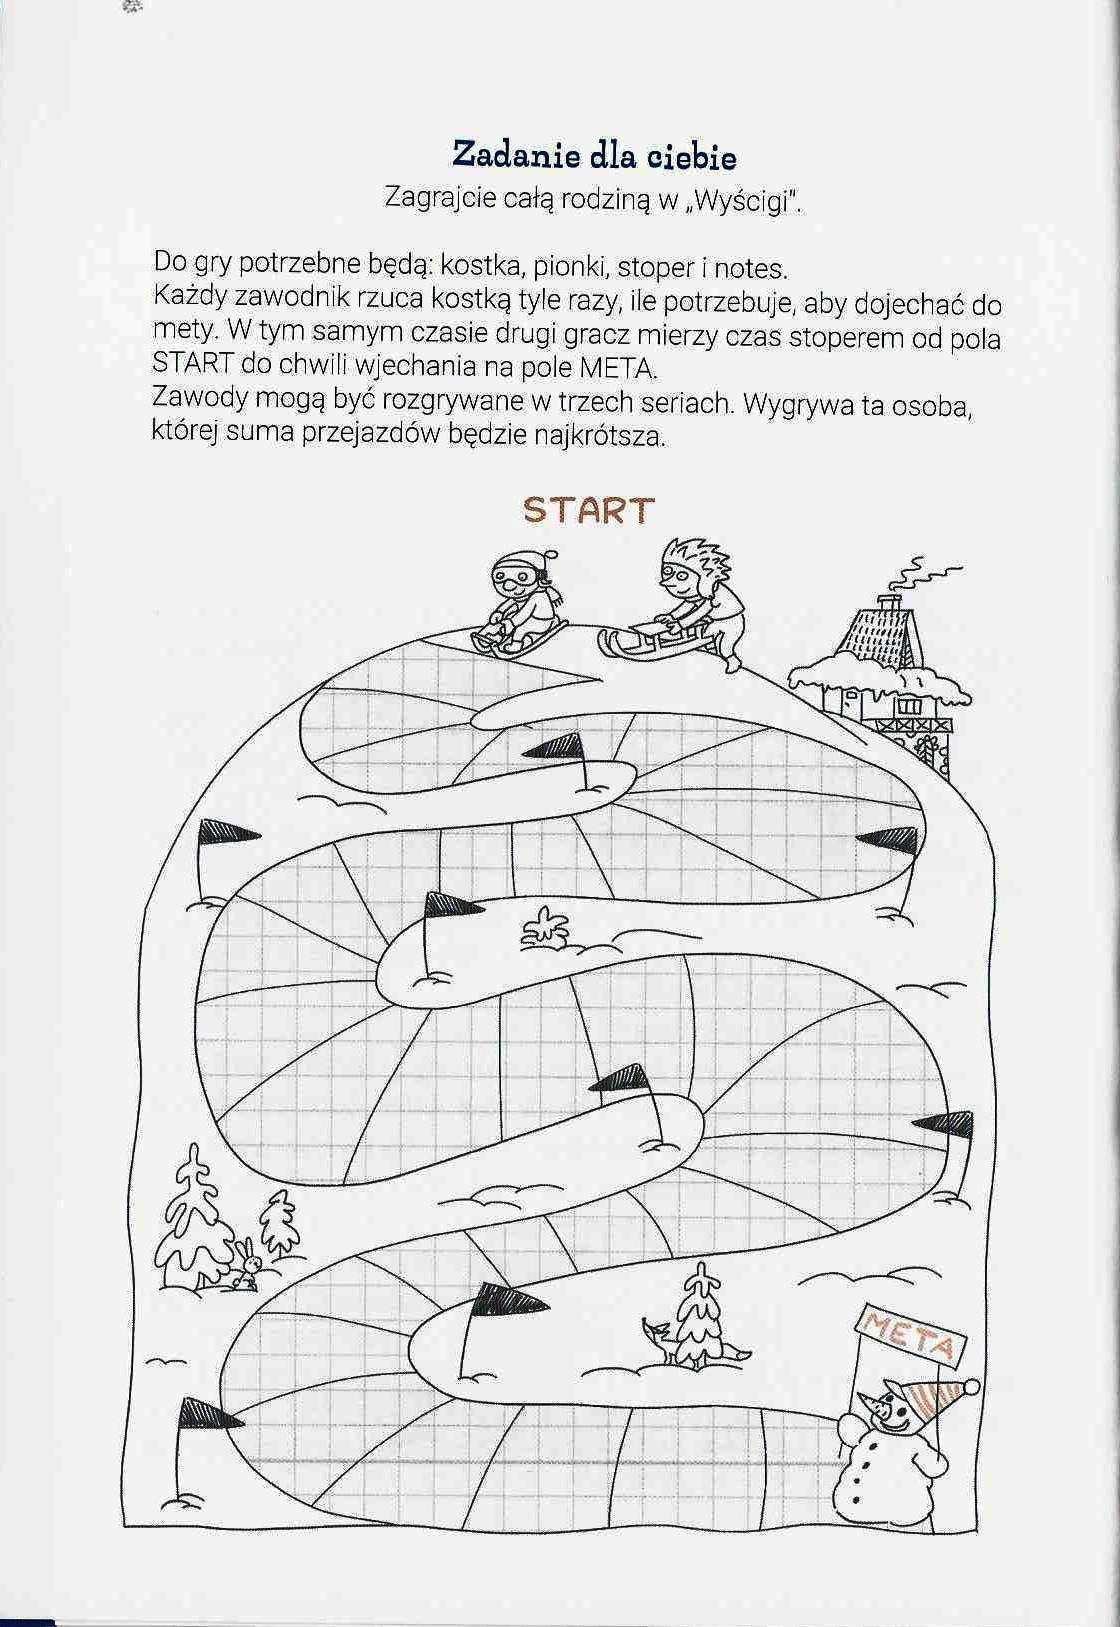 Zadanie dla ciebie
Zagrajcie całą rodziną w „Wyścigi".
Do gry potrzebne będą: kostka, pionki, stoper i notes.
Każdy zawodnik rzuca kostką tyle razy, ile potrzebuje, aby dojechać do
mety. W tym samym czasie drugi gracz mierzy czas stoperem od pola
START do chwili wjechania na pole META.
Zawody mogą być rozgrywane w trzech seriach. Wygrywa ta osoba,
której suma przejazdów będzie najkrótsza.
START
META